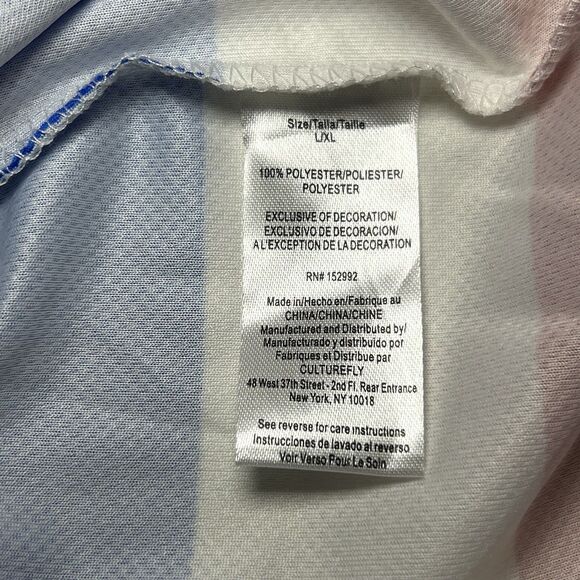 Size/Talla/Taille
L/XL
100% POLYESTER/POLIESTER/
POLYESTER
EXCLUSIVE OF DECORATION/
EXCLUSIVO DE DECORACION/
A L'EXCEPTION DE LA DECORATION
RN# 152992
Made in/Hecho en/Fabrique au
CHINA/CHINA/CHINE
Manufactured and Distributed by/
Manufacturado y distribuido por
Fabriques et Distribue par
CULTUREFLY
48 West 37th Street - 2nd Fl. Rear Entrance
New York, NY 10018
See reverse for care instructions
Instrucciones de lavado al reverso
Voir Verso Pour Le Soin